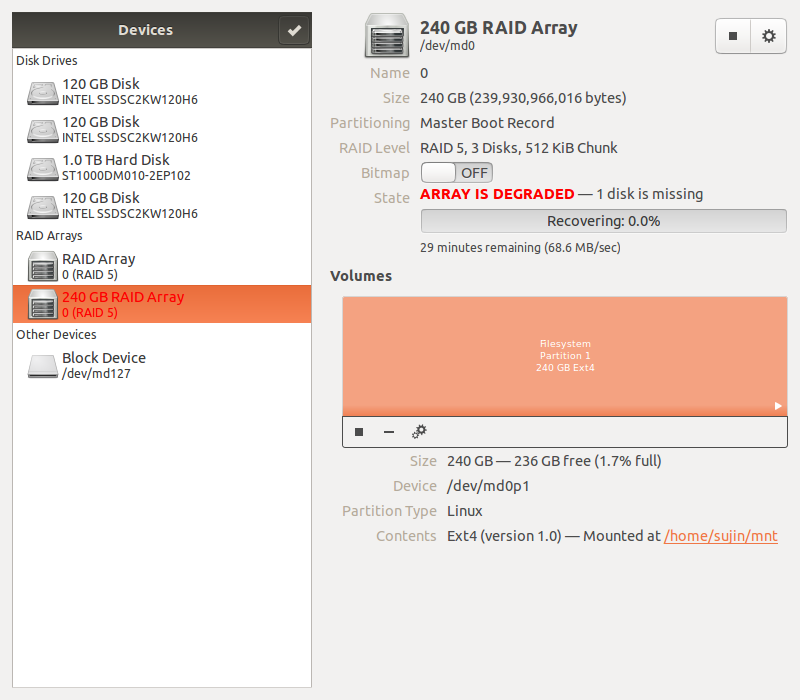 Devices
Disk Drives
120 GB Disk
INTEL SSDSC2KW120H6
120 GB Disk
INTEL SSDSC2KW120H6
1.0 TB Hard Disk
ST1000DM010-2EP102
120 GB Disk
INTEL SSDSC2KW120H6
RAID Arrays
RAID Array
0 (RAID 5)
240 GB RAID Array
0 (RAID 5)
Other Devices
Block Device
/dev/md127
240 GB RAID Array
/dev/md0
Name 0
Size 240 GB (239,930,966,016 bytes)
Partitioning Master Boot Record
RAID Level RAID 5, 3 Disks, 512 KiB Chunk
Bitmap OFF
State ARRAY IS DEGRADED — 1 disk is missing
Recovering: 0.0%
29 minutes remaining (68.6 MB/sec)
Volumes
Filesystem
Partition 1
240 GB Ext4
Size 240 GB — 236 GB free (1.7% full)
Device /dev/md0p1
Partition Type Linux
Contents Ext4 (version 1.0) — Mounted at /home/sujin/mnt